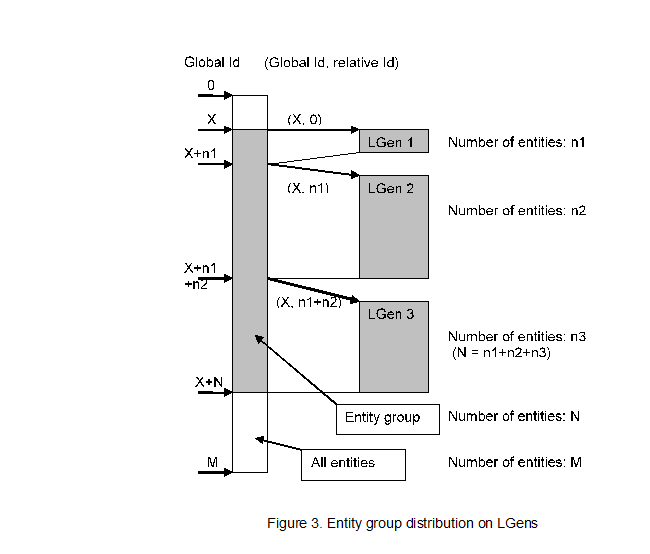 Global Id (Global Id, relative Id)
0
X (X, 0)
LGen 1 Number of entities: n1
X+n1
(X, n1) LGen 2
Number of entities: n2
X+n1
+n2
(X, n1+n2)
LGen 3
Number of entities: n3
(N = n1+n2+n3)
X+N
Entity group Number of entities: N
M All entities Number of entities: M
Figure 3. Entity group distribution on LGens